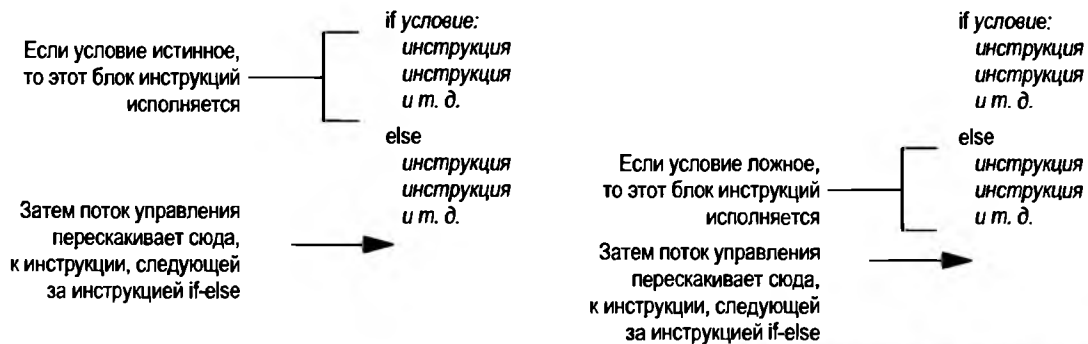 if условие:
инструкция
инструкция
и т. д.
else
инструкция
инструкция
и т. д.
Если условие истинное,
то этот блок инструкций
исполняется
Затем поток управления
перескакивает сюда,
к инструкции, следующей
за инструкцией if-else
if условие:
инструкция
инструкция
и т. д.
else
инструкция
инструкция
и т. д.
Если условие ложное,
то этот блок инструкций
исполняется
Затем поток управления
перескакивает сюда,
к инструкции, следующей
за инструкцией if-else